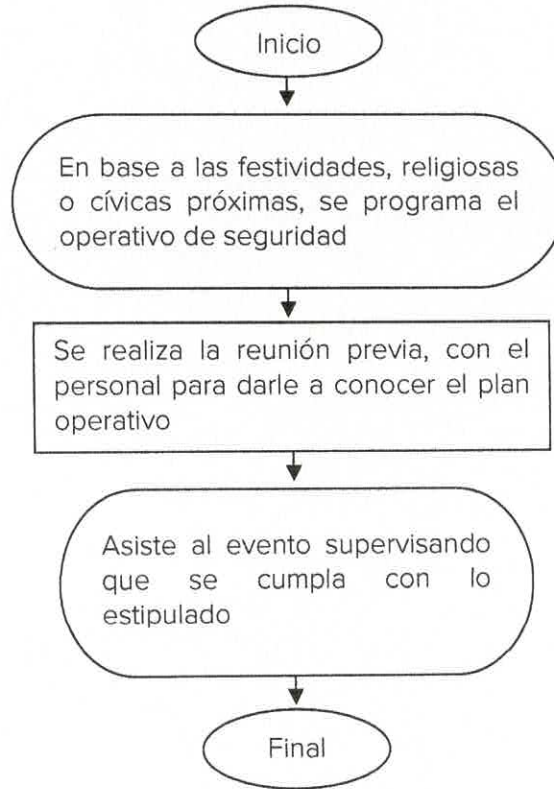 Inicio
En base a las festividades, religiosas
o cívicas próximas, se programa el
operativo de seguridad
Se realiza la reunión previa, con el
personal para darle a conocer el plan
operativo
Asiste al evento supervisando
que se cumpla con lo
estipulado
Final